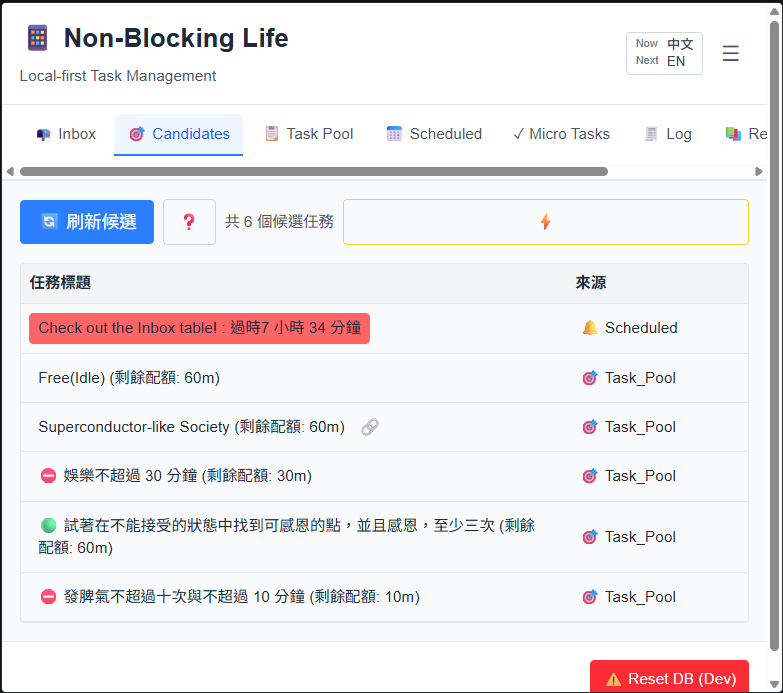 Non-Blocking Life
Local-first Task Management
Now 中文
Next EN
Inbox
Candidates
Task Pool
Scheduled
✓ Micro Tasks
Log
Re
刷新候選
❓
共 6 個候選任務
任務標題
來源
Check out the Inbox table! : 過時7 小時 34 分鐘
Scheduled
Free(Idle) (剩餘配額: 60m)
Task_Pool
Superconductor-like Society (剩餘配額: 60m)
Task_Pool
娛樂不超過 30 分鐘 (剩餘配額: 30m)
Task_Pool
試著在不能接受的狀態中找到可感恩的點，並且感恩，至少三次 (剩餘
配額: 60m)
Task_Pool
發脾氣不超過十次與不超過 10 分鐘 (剩餘配額: 10m)
Task_Pool
Reset DB (Dev)